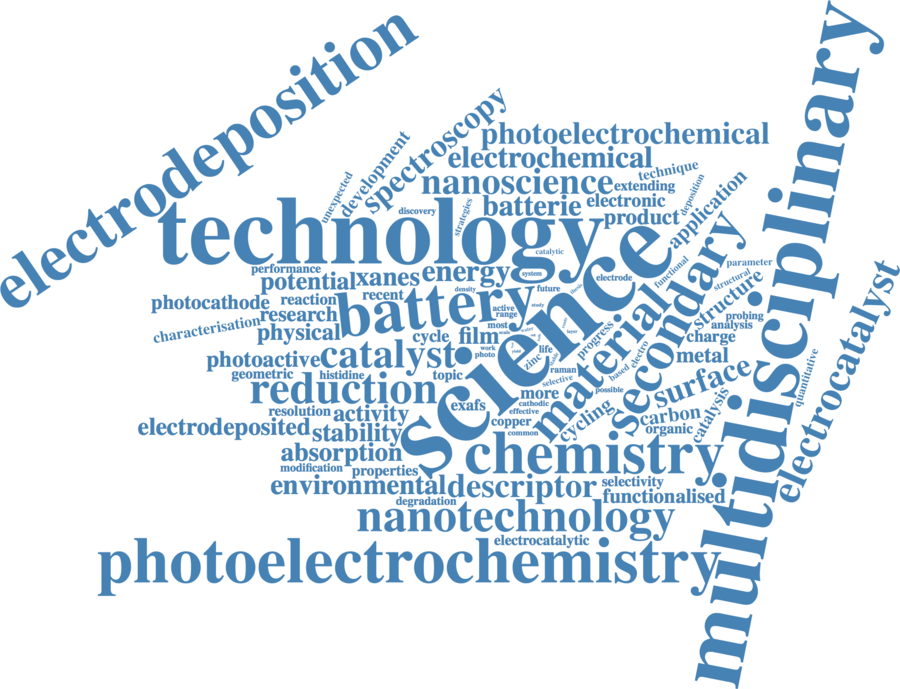 electrodeposition
multidisciplinary
technology
science
spectroscopy
development
unexpected
discovery
strategies
photoelectrochemical
electrochemical
nanoscience
technique
extending
batterie
electronic
product
deposition
application
catalytic
performance
potential
xanes
energy
system
electrode
functional
parameter
structural
secondary
photocathode
reaction
recent
density
future
thesis
structure
battery
research
active
range
study
material
probing
characterisation
physical
cycle
film
most
progress
charge
analysis
electrocatalyst
photoactive
catalyst
work
photo
zinc
life
metal
quantitative
geometric
histidine
topic
raman
based
electro
surface
reduction
selective
more
possible
resolution
activity
exafs
cathodic
effective
cycling
carbon
catalysis
electrodeposited
stability
copper
common
organic
absorption
chemistry
modification
properties
environmental
descriptor
selectivity
functionalised
degradation
nanotechnology
electrocatalytic
photoelectrochemistry